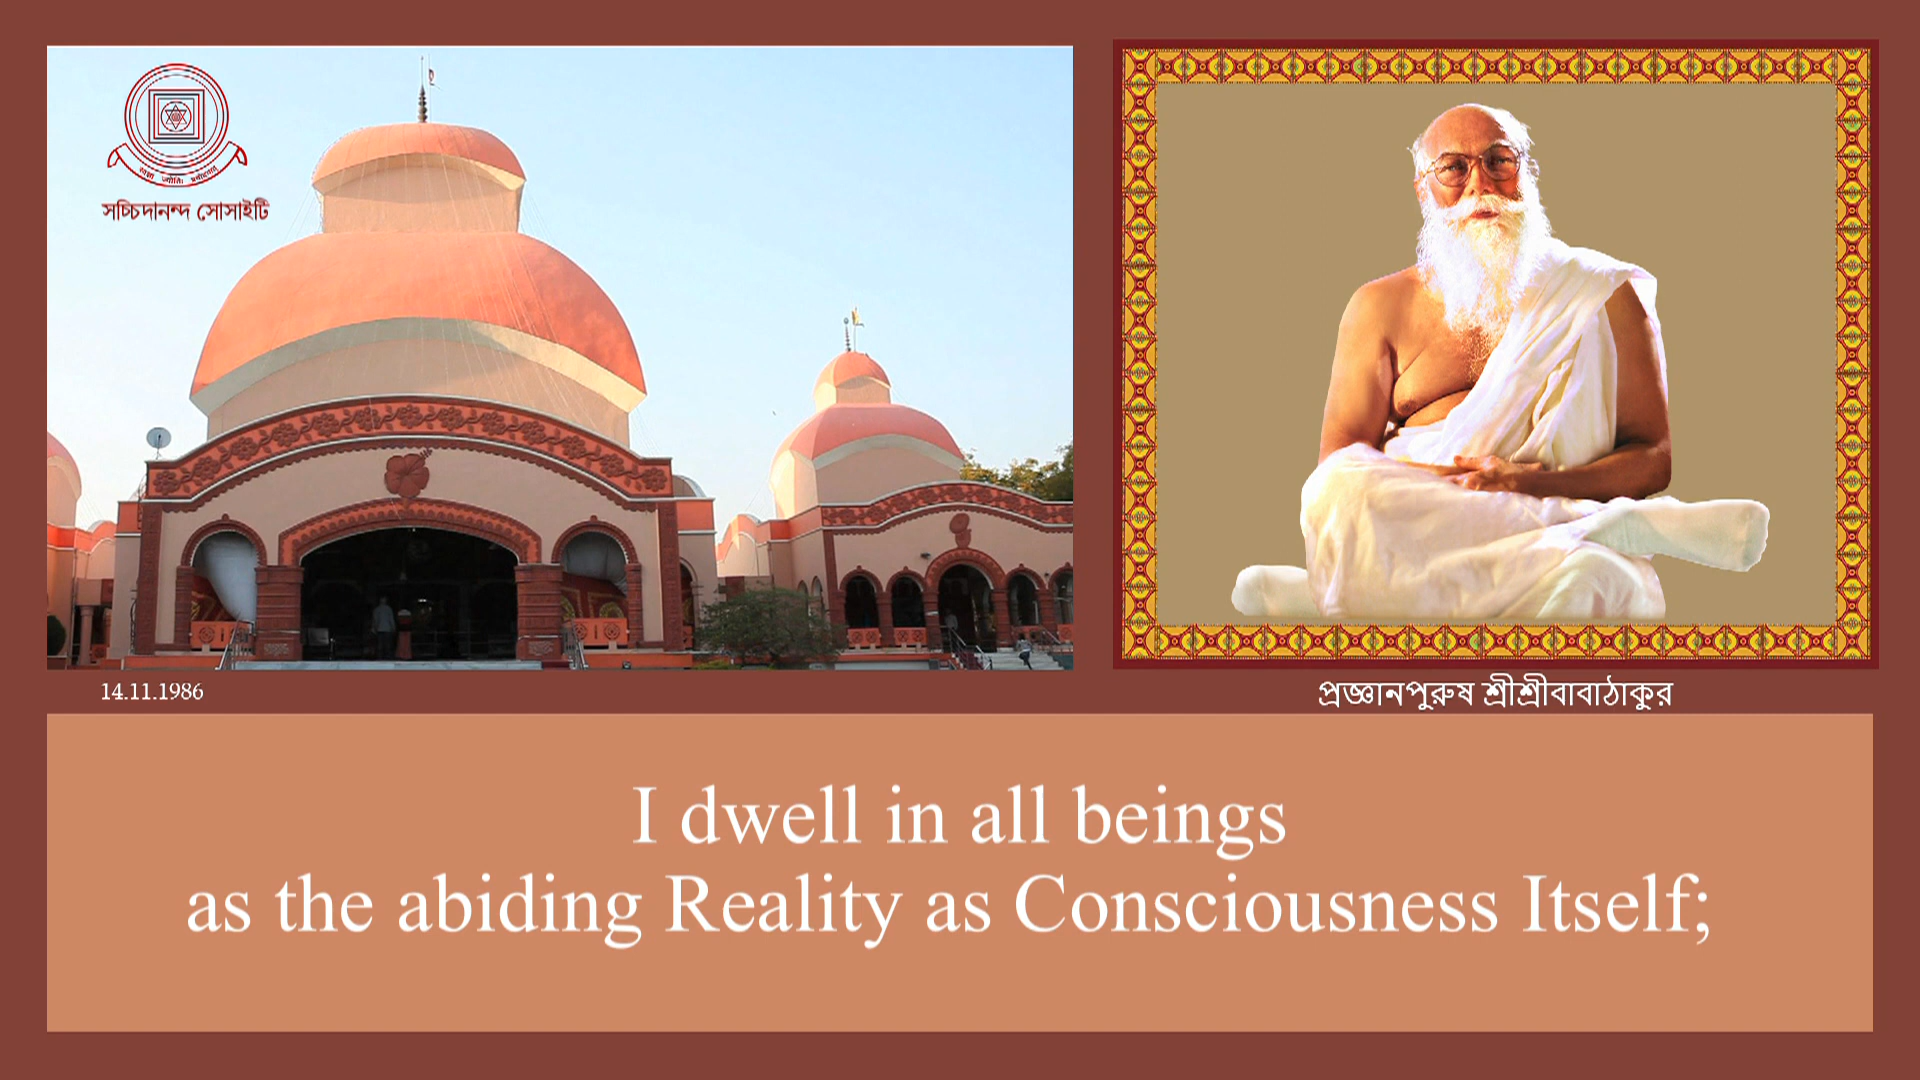 সচ্চিদানন্দ সোসাইটি
14.11.1986
প্রজ্ঞানপুরুষ শ্রীশ্রীবাবাঠাকুর
I dwell in all beings
as the abiding Reality as Consciousness Itself;